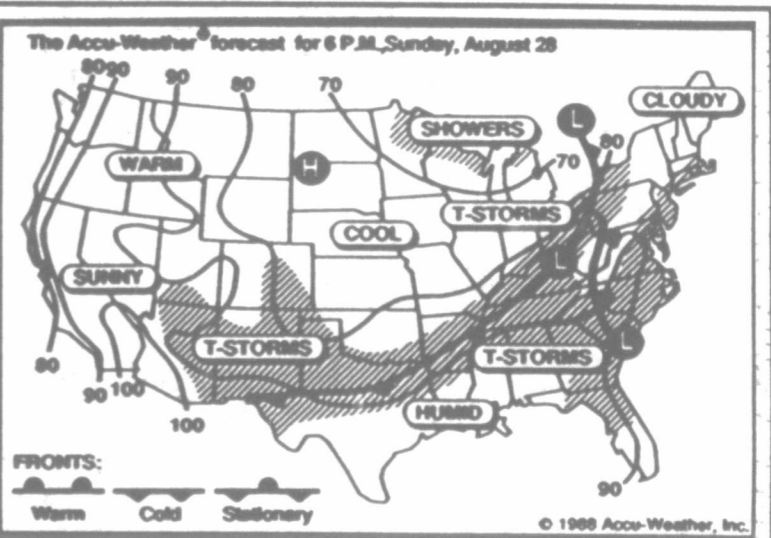 The Accu-Weather® forecast for 6 P.M., Sunday, August 28
80 90 90 80 70
CLOUDY
L
SHOWERS
80
WARM
H
70
T-STORMS
COOL
L
SUNNY
T-STORMS
T-STORMS
L
80
90 100
100
HUMID
90
FRONTS:
Warm Cold Stationary
© 1988 Accu-Weather, Inc.